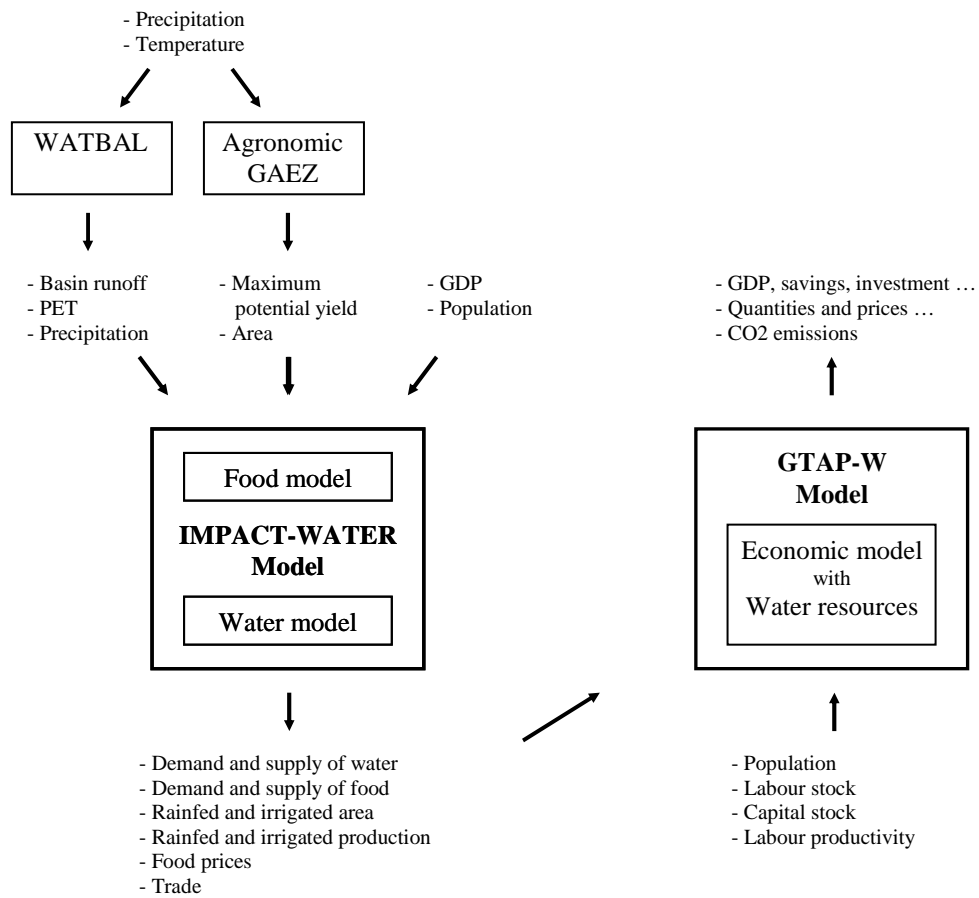 - Precipitation
- Temperature
WATBAL
Agronomic
GAEZ
- Basin runoff
- PET
- Precipitation
- Maximum
potential yield
- Area
- GDP
- Population
- GDP, savings, investment …
- Quantities and prices …
- CO2 emissions
Food model
IMPACT-WATER
Model
Water model
GTAP-W
Model
Economic model
with
Water resources
- Demand and supply of water
- Demand and supply of food
- Rainfed and irrigated area
- Rainfed and irrigated production
- Food prices
- Trade
- Population
- Labour stock
- Capital stock
- Labour productivity